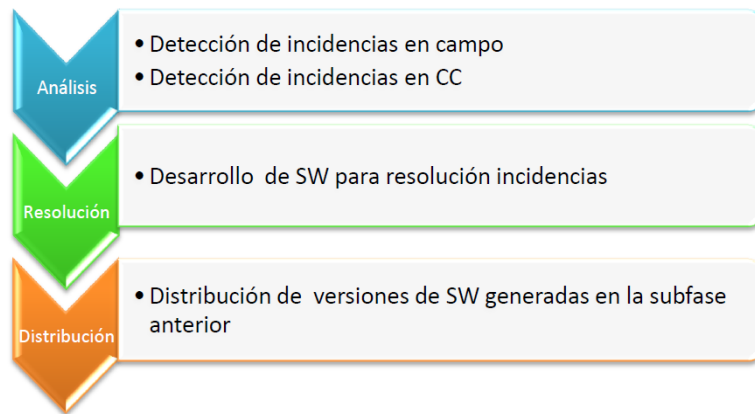 Análisis
• Detección de incidencias en campo
• Detección de incidencias en CC
Resolución
• Desarrollo de SW para resolución incidencias
Distribución
• Distribución de versiones de SW generadas en la subfase
anterior